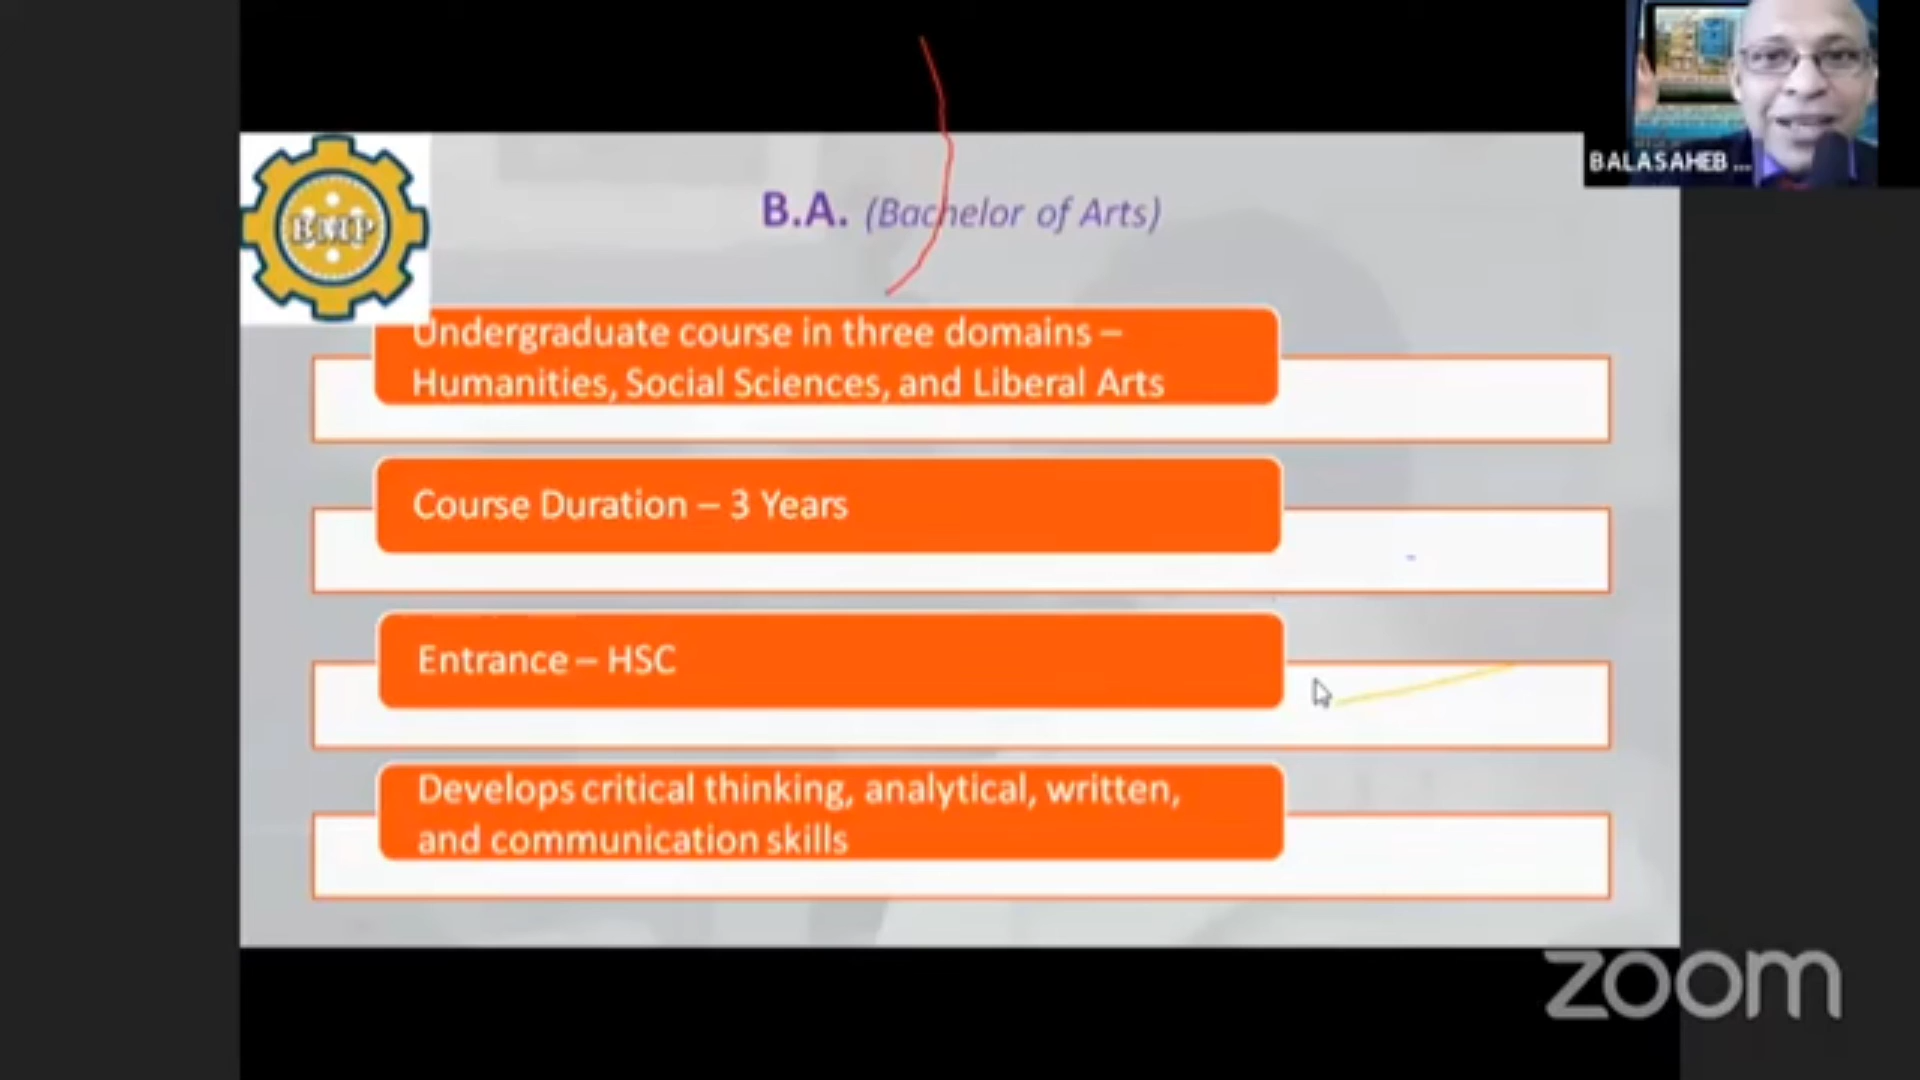 BALASAHEB ...
BMP
B.A. (Bachelor of Arts)
Undergraduate course in three domains –
Humanities, Social Sciences, and Liberal Arts
Course Duration – 3 Years
Entrance – HSC
Develops critical thinking, analytical, written,
and communication skills
zoom